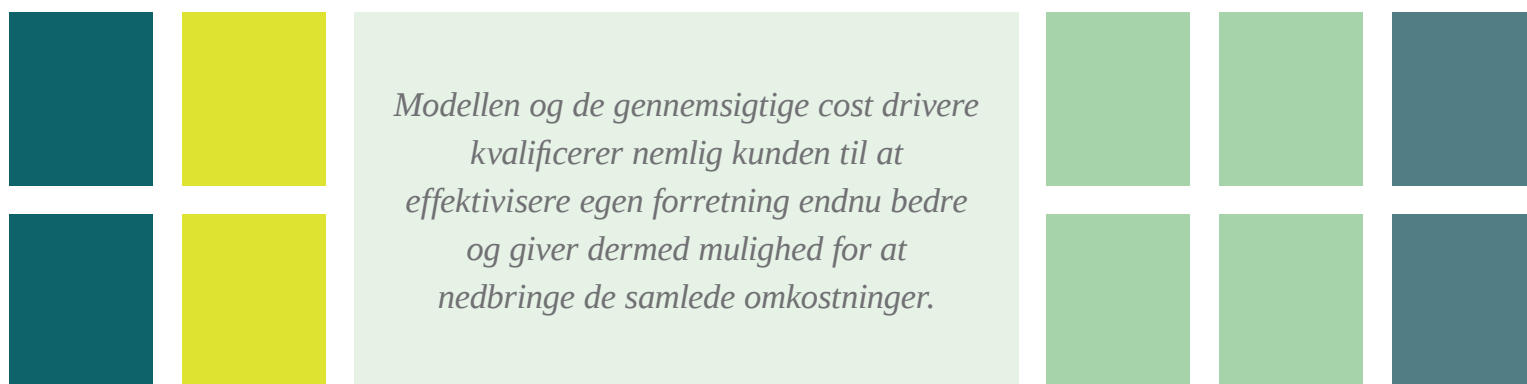 Modellen og de gennemsigtige cost drivere
kvalificerer nemlig kunden til at
effektivisere egen forretning endnu bedre
og giver dermed mulighed for at
nedbringe de samlede omkostninger.